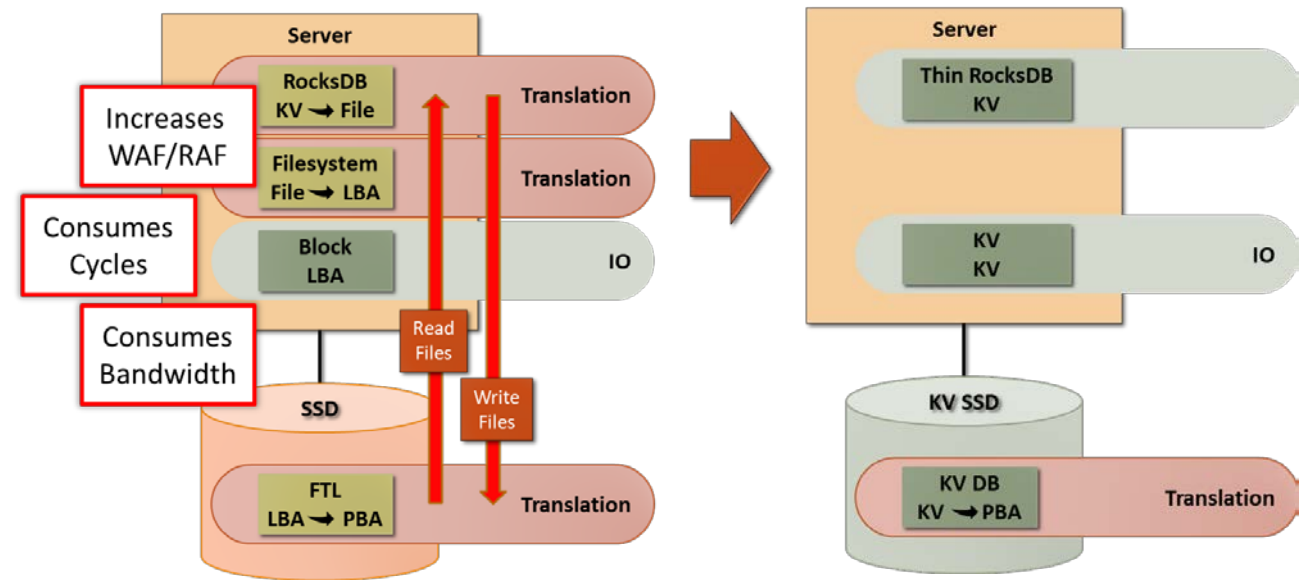 Server
RocksDB
KV → File
Translation
Increases
WAF/RAF
Filesystem
File → LBA
Translation
Consumes
Cycles
Block
LBA
IO
Consumes
Bandwidth
Read
Files
Write
Files
SSD
FTL
LBA → PBA
Translation
Server
Thin RocksDB
KV
KV
KV
IO
KV SSD
KV DB
KV → PBA
Translation